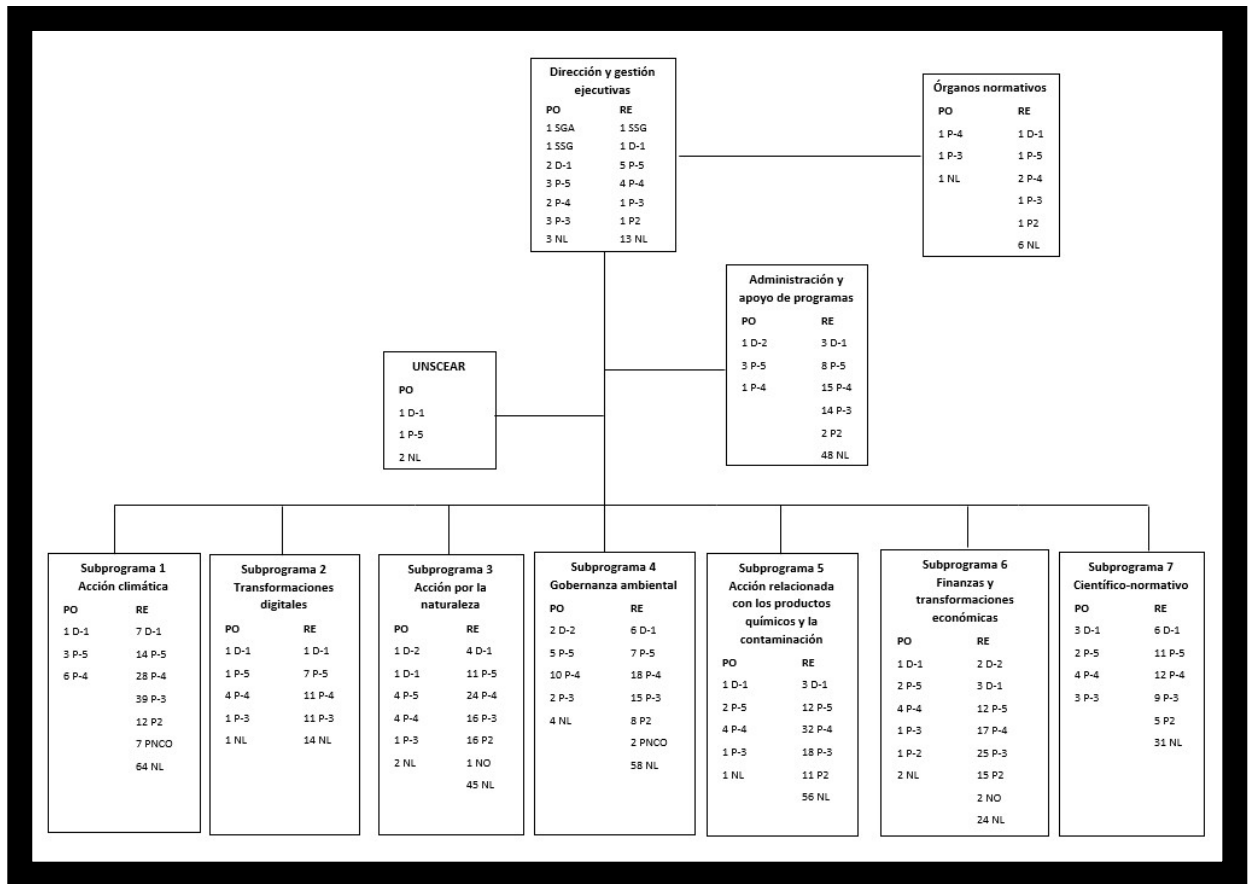 Dirección y gestión
ejecutivas
PO RE
1 SGA 1 SSG
1 SSG 1 D-1
2 D-1 5 P-5
3 P-5 4 P-4
2 P-4 1 P-3
3 P-3 1 P2
3 NL 13 NL
Órganos normativos
PO RE
1 P-4 1 D-1
1 P-3 1 P-5
1 NL 2 P-4
1 P-3
1 P2
6 NL
Administración y
apoyo de programas
PO RE
1 D-2 3 D-1
3 P-5 8 P-5
1 P-4 15 P-4
14 P-3
2 P2
48 NL
UNSCEAR
PO
1 D-1
1 P-5
2 NL
Subprograma 1
Acción climática
PO RE
1 D-1 7 D-1
3 P-5 14 P-5
6 P-4 28 P-4
39 P-3
12 P2
7 PNCO
64 NL
Subprograma 2
Transformaciones
digitales
PO RE
1 D-1 1 D-1
1 P-5 7 P-5
4 P-4 11 P-4
1 P-3 11 P-3
1 NL 14 NL
Subprograma 3
Acción por la
naturaleza
PO RE
1 D-2 4 D-1
1 D-1 11 P-5
4 P-5 24 P-4
4 P-4 16 P-3
1 P-3 16 P2
2 NL 1 NO
45 NL
Subprograma 4
Gobernanza ambiental
PO RE
2 D-2 6 D-1
5 P-5 7 P-5
10 P-4 18 P-4
2 P-3 15 P-3
4 NL 8 P2
2 PNCO
58 NL
Subprograma 5
Acción relacionada
con los productos
químicos y la
contaminación
PO RE
1 D-1 3 D-1
2 P-5 12 P-5
4 P-4 32 P-4
1 P-3 18 P-3
1 NL 11 P2
56 NL
Subprograma 6
Finanzas y
transformaciones
económicas
PO RE
1 D-1 2 D-2
2 P-5 3 D-1
4 P-4 12 P-5
1 P-3 17 P-4
1 P-2 25 P-3
2 NL 15 P2
2 NO
24 NL
Subprograma 7
Científico-normativo
PO RE
3 D-1 6 D-1
2 P-5 11 P-5
4 P-4 12 P-4
3 P-3 9 P-3
5 P2
31 NL